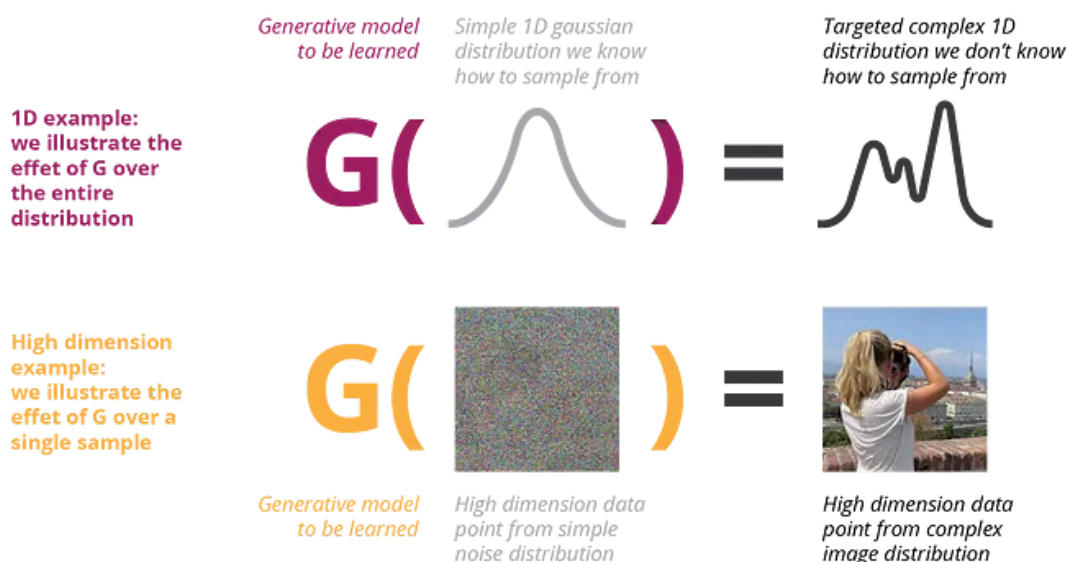 Generative model
to be learned
Simple 1D gaussian
distribution we know
how to sample from
Targeted complex 1D
distribution we don't know
how to sample from
1D example:
we illustrate the
effet of G over
the entire
distribution
G( ) =
High dimension
example:
we illustrate the
effet of G over a
single sample
G( ) =
Generative model
to be learned
High dimension data
point from simple
noise distribution
High dimension data
point from complex
image distribution